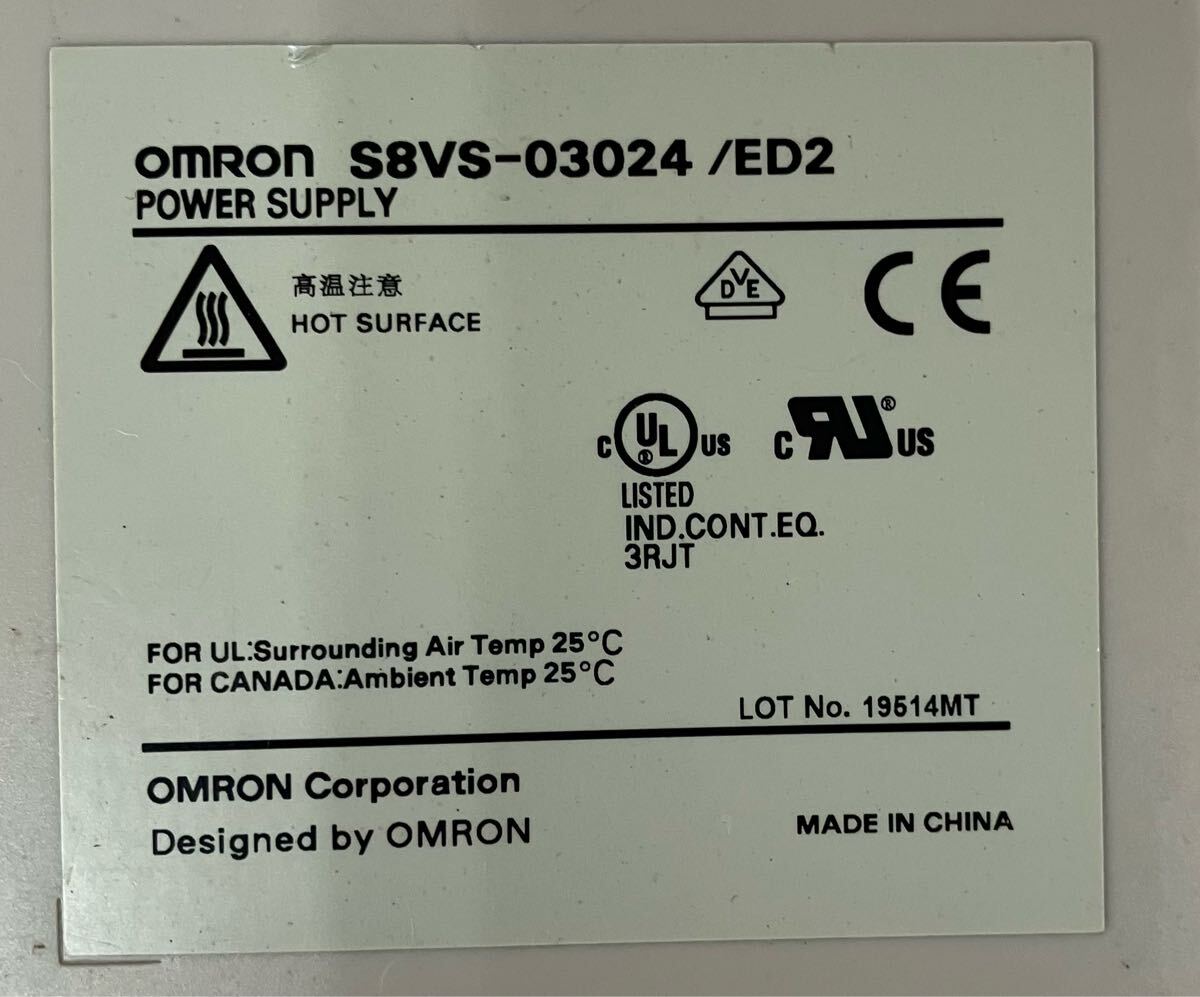 OMRON S8VS-03024 /ED2
POWER SUPPLY
高温注意
HOT SURFACE
DVE
CE
C UL® US
C RU® US
LISTED
IND.CONT.EQ.
3RJT
FOR UL:Surrounding Air Temp 25°C
FOR CANADA:Ambient Temp 25°C
LOT No. 19514MT
OMRON Corporation
Designed by OMRON
MADE IN CHINA